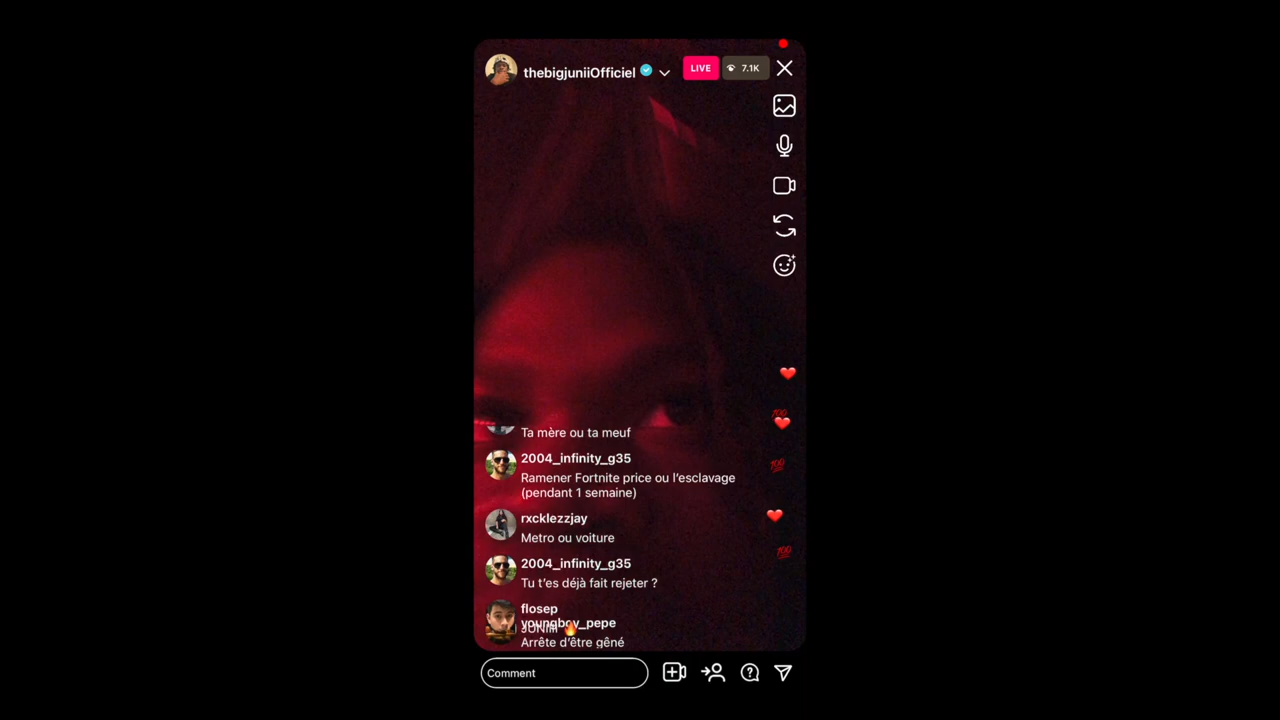 thebigjuniiOfficiel
LIVE
7.1K
Ta mère ou ta meuf
2004_infinity_g35
Ramener Fortnite price ou l'esclavage
(pendant 1 semaine)
rxcklezzjay
Metro ou voiture
2004_infinity_g35
Tu t'es déjà fait rejeter ?
flosep
youngboy_pepe
Arrête d'être gêné
Comment